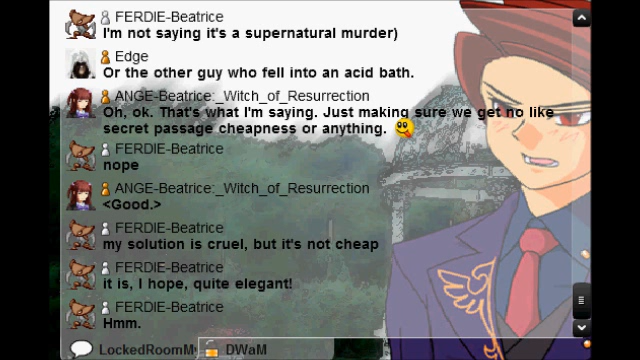 FERDIE-Beatrice
I'm not saying it's a supernatural murder)
Edge
Or the other guy who fell into an acid bath.
ANGE-Beatrice:_Witch_of_Resurrection
Oh, ok. That's what I'm saying. Just making sure we get no like
secret passage cheapness or anything.
FERDIE-Beatrice
nope
ANGE-Beatrice:_Witch_of_Resurrection
<Good.>
FERDIE-Beatrice
my solution is cruel, but it's not cheap
FERDIE-Beatrice
it is, I hope, quite elegant!
FERDIE-Beatrice
Hmm.
LockedRoomM DWaM